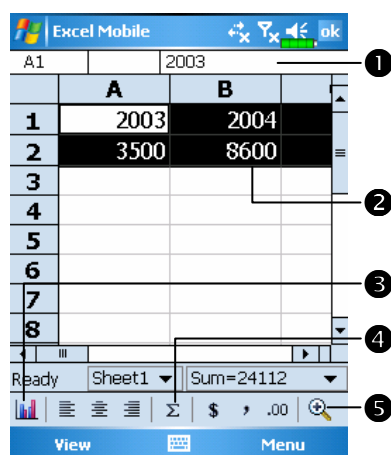 Excel Mobile ok
A1 2003 1
A B
1 2003 2004
2 3500 8600
2
3
4
5
6
3
7
8
4
Ready Sheet1 Sum=24112
Σ $ , .00 5
View Menu